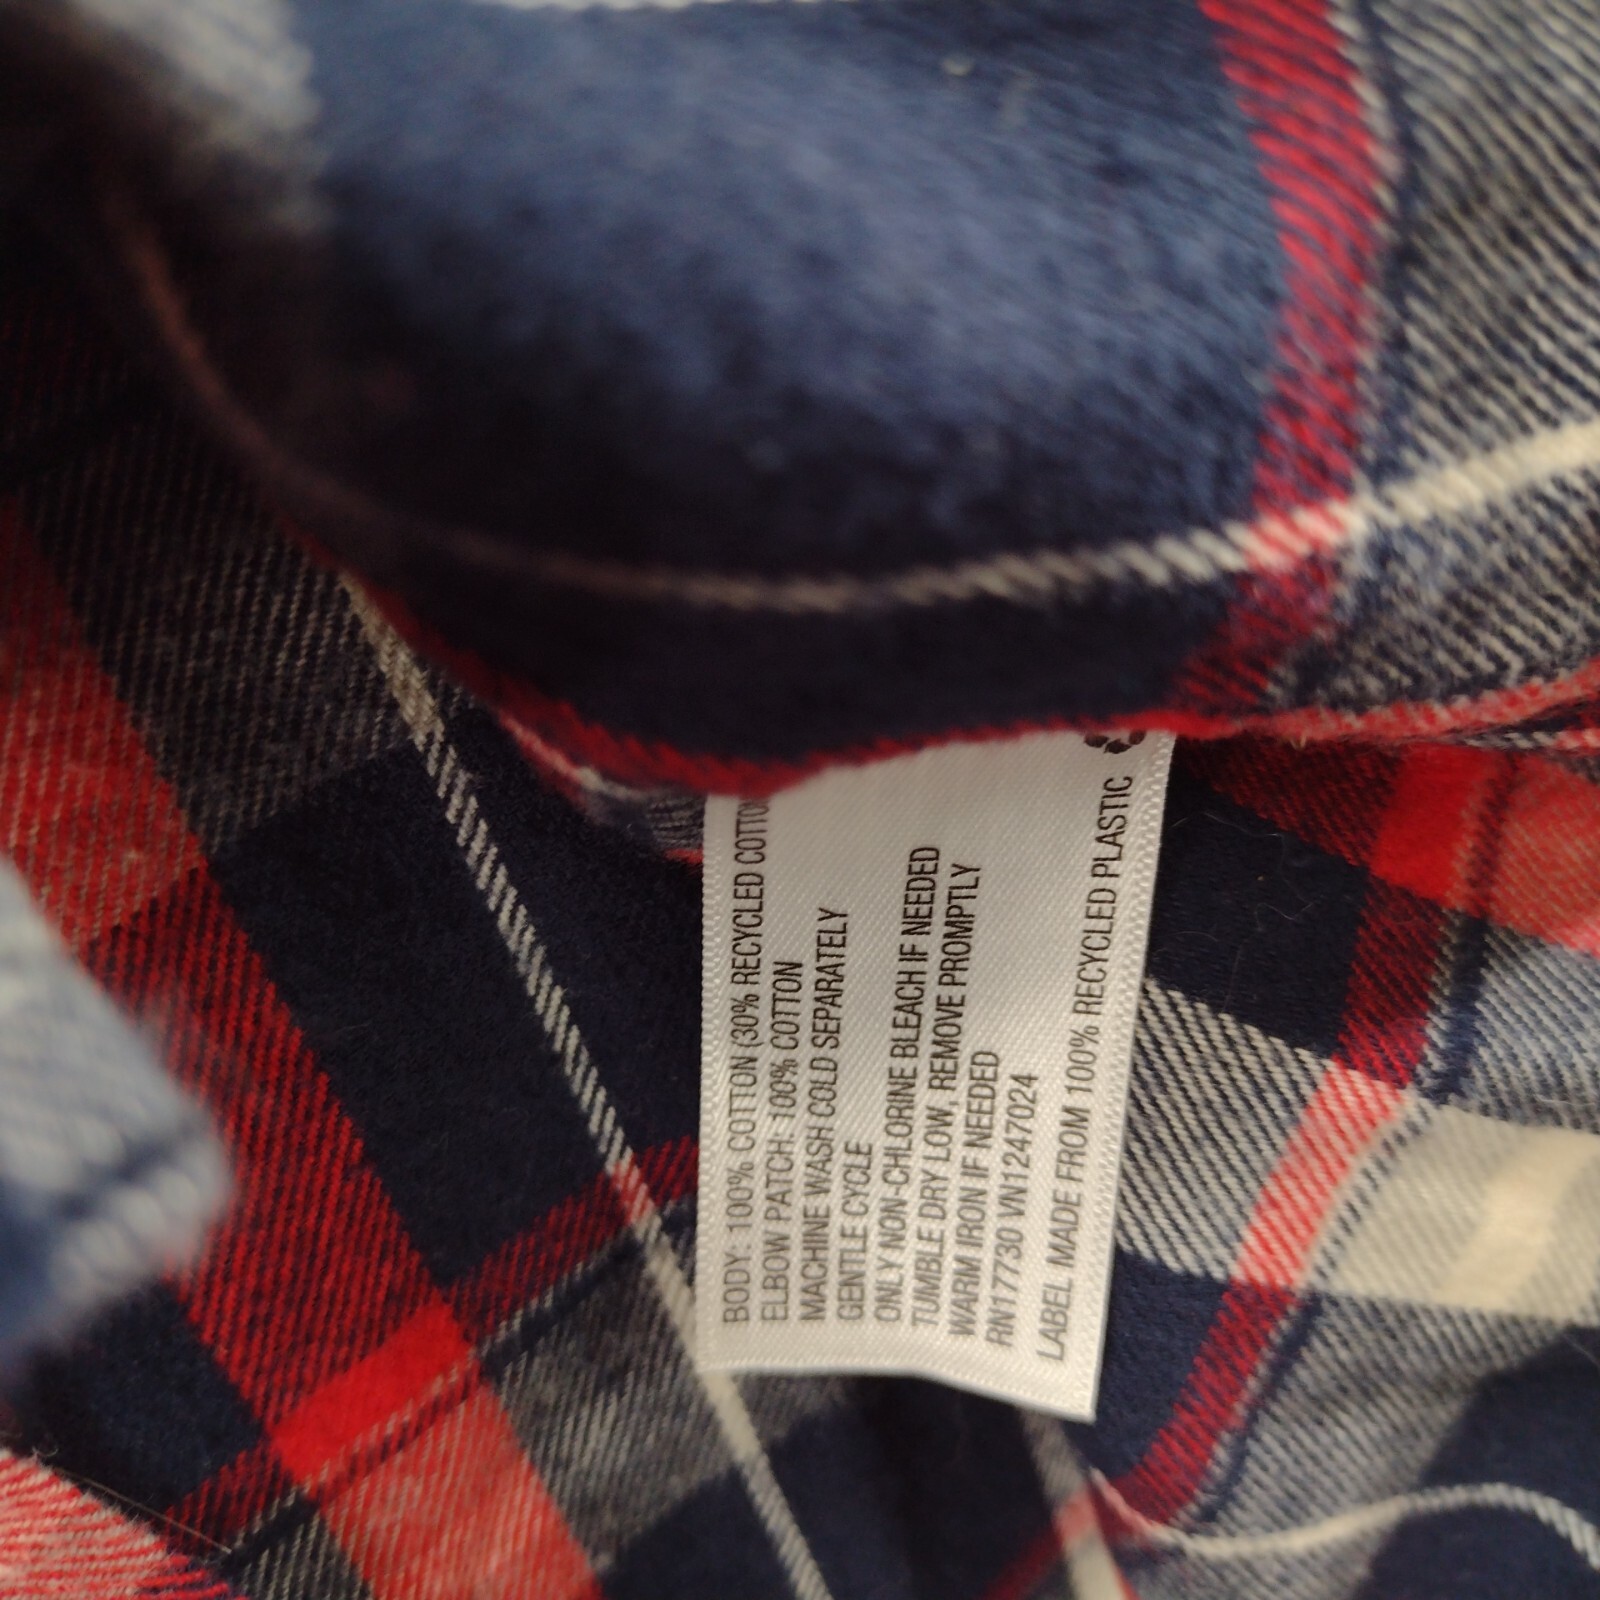 BODY: 100% COTTON (30% RECYCLED COTTON
ELBOW PATCH: 100% COTTON
MACHINE WASH COLD SEPARATELY
GENTLE CYCLE
ONLY NON-CHLORINE BLEACH IF NEEDED
TUMBLE DRY LOW, REMOVE PROMPTLY
WARM IRON IF NEEDED
RN17730 VN1247024
LABEL MADE FROM 100% RECYCLED PLASTIC